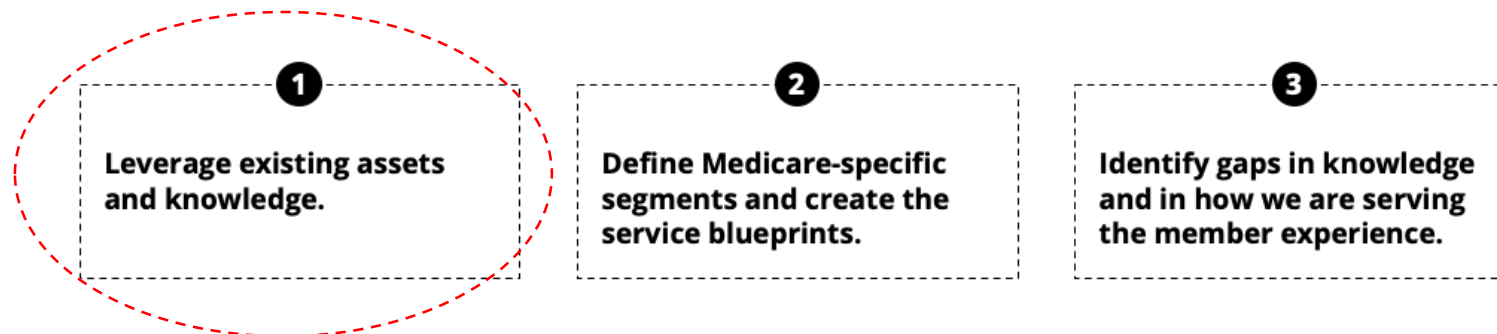 1
Leverage existing assets
and knowledge.
2
Define Medicare-specific
segments and create the
service blueprints.
3
Identify gaps in knowledge
and in how we are serving
the member experience.